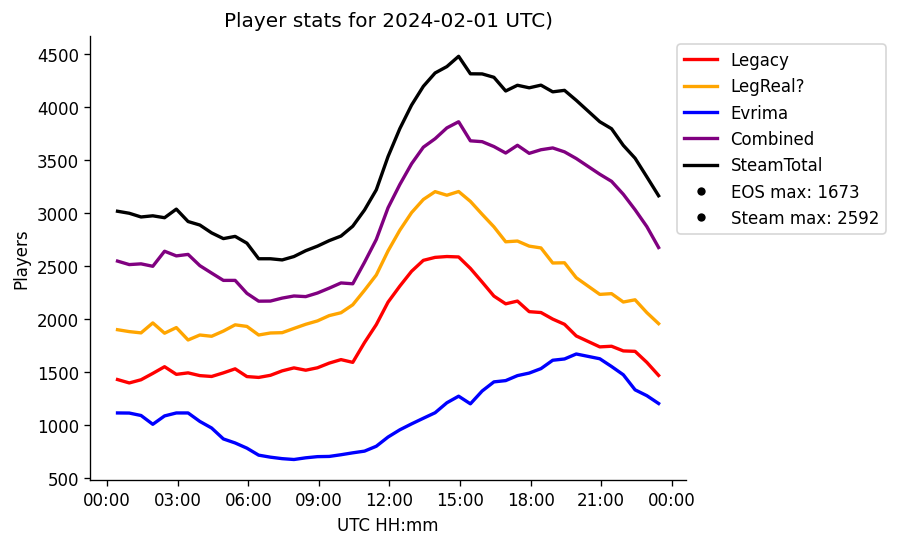 Player stats for 2024-02-01 UTC)
4500
4000
3500
3000
2500
2000
1500
1000
500
Players
00:00 03:00 06:00 09:00 12:00 15:00 18:00 21:00 00:00
UTC HH:mm
Legacy
LegReal?
Evrima
Combined
SteamTotal
EOS max: 1673
Steam max: 2592